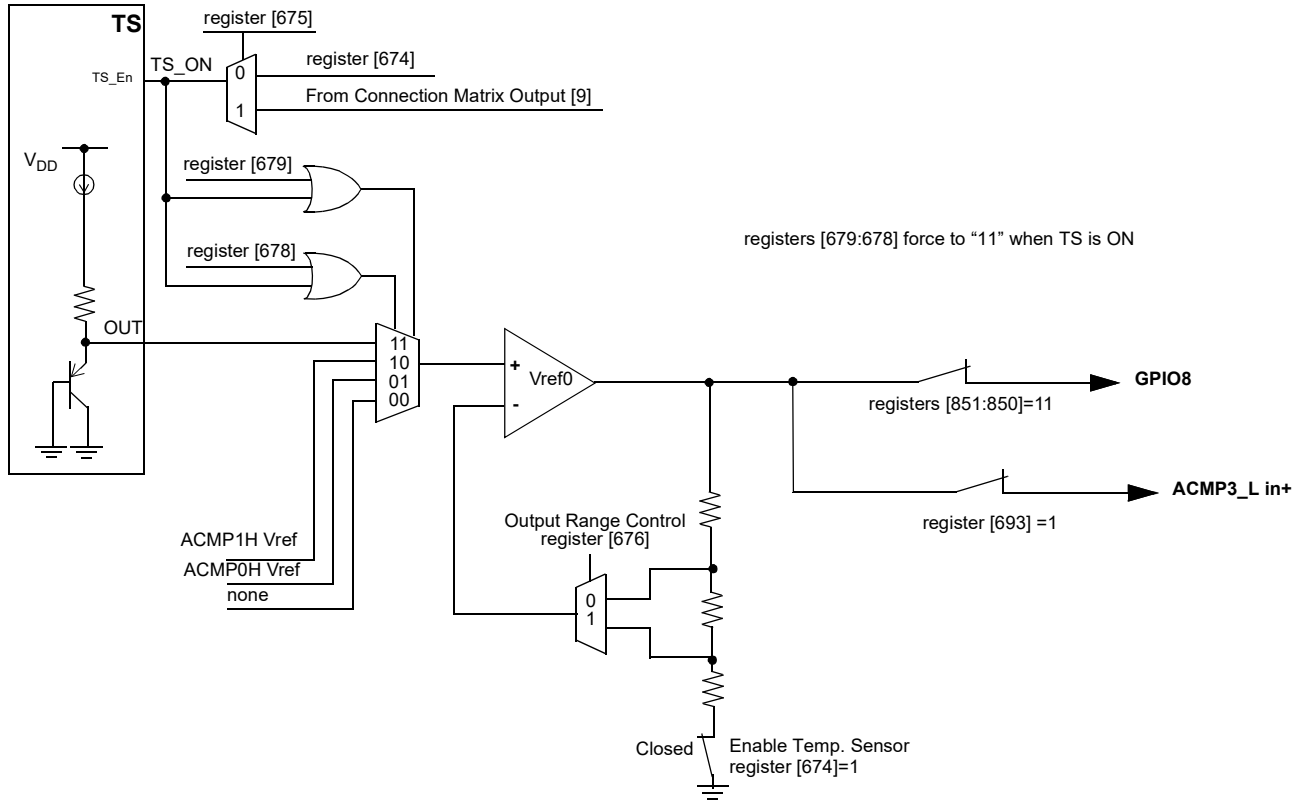 TS
register [675]
TS_ON
TS_En
0
register [674]
1
From Connection Matrix Output [9]
VDD
register [679]
register [678]
registers [679:678] force to “11” when TS is ON
OUT
11
10
01
00
+
Vref0
-
GPIO8
registers [851:850]=11
ACMP3_L in+
register [693] =1
Output Range Control
register [676]
ACMP1H Vref
ACMP0H Vref
none
0
1
Closed
Enable Temp. Sensor
register [674]=1